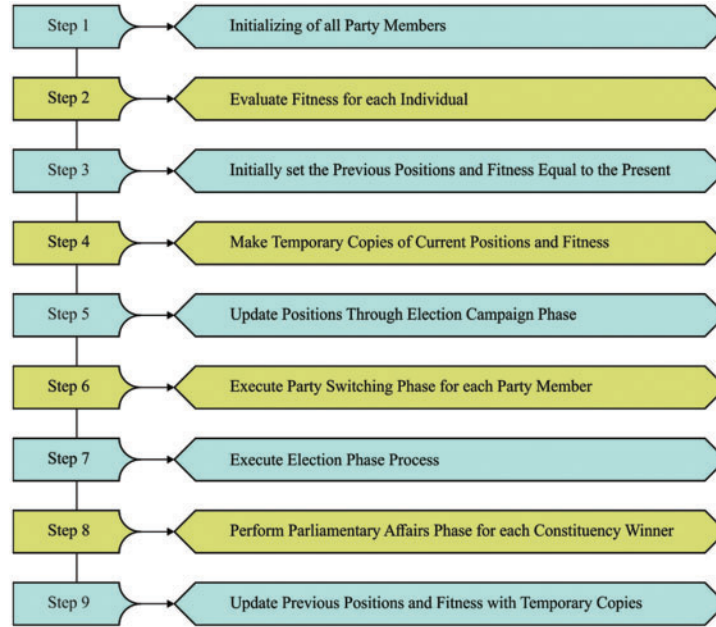 Step 1 Initializing of all Party Members
Step 2 Evaluate Fitness for each Individual
Step 3 Initially set the Previous Positions and Fitness Equal to the Present
Step 4 Make Temporary Copies of Current Positions and Fitness
Step 5 Update Positions Through Election Campaign Phase
Step 6 Execute Party Switching Phase for each Party Member
Step 7 Execute Election Phase Process
Step 8 Perform Parliamentary Affairs Phase for each Constituency Winner
Step 9 Update Previous Positions and Fitness with Temporary Copies